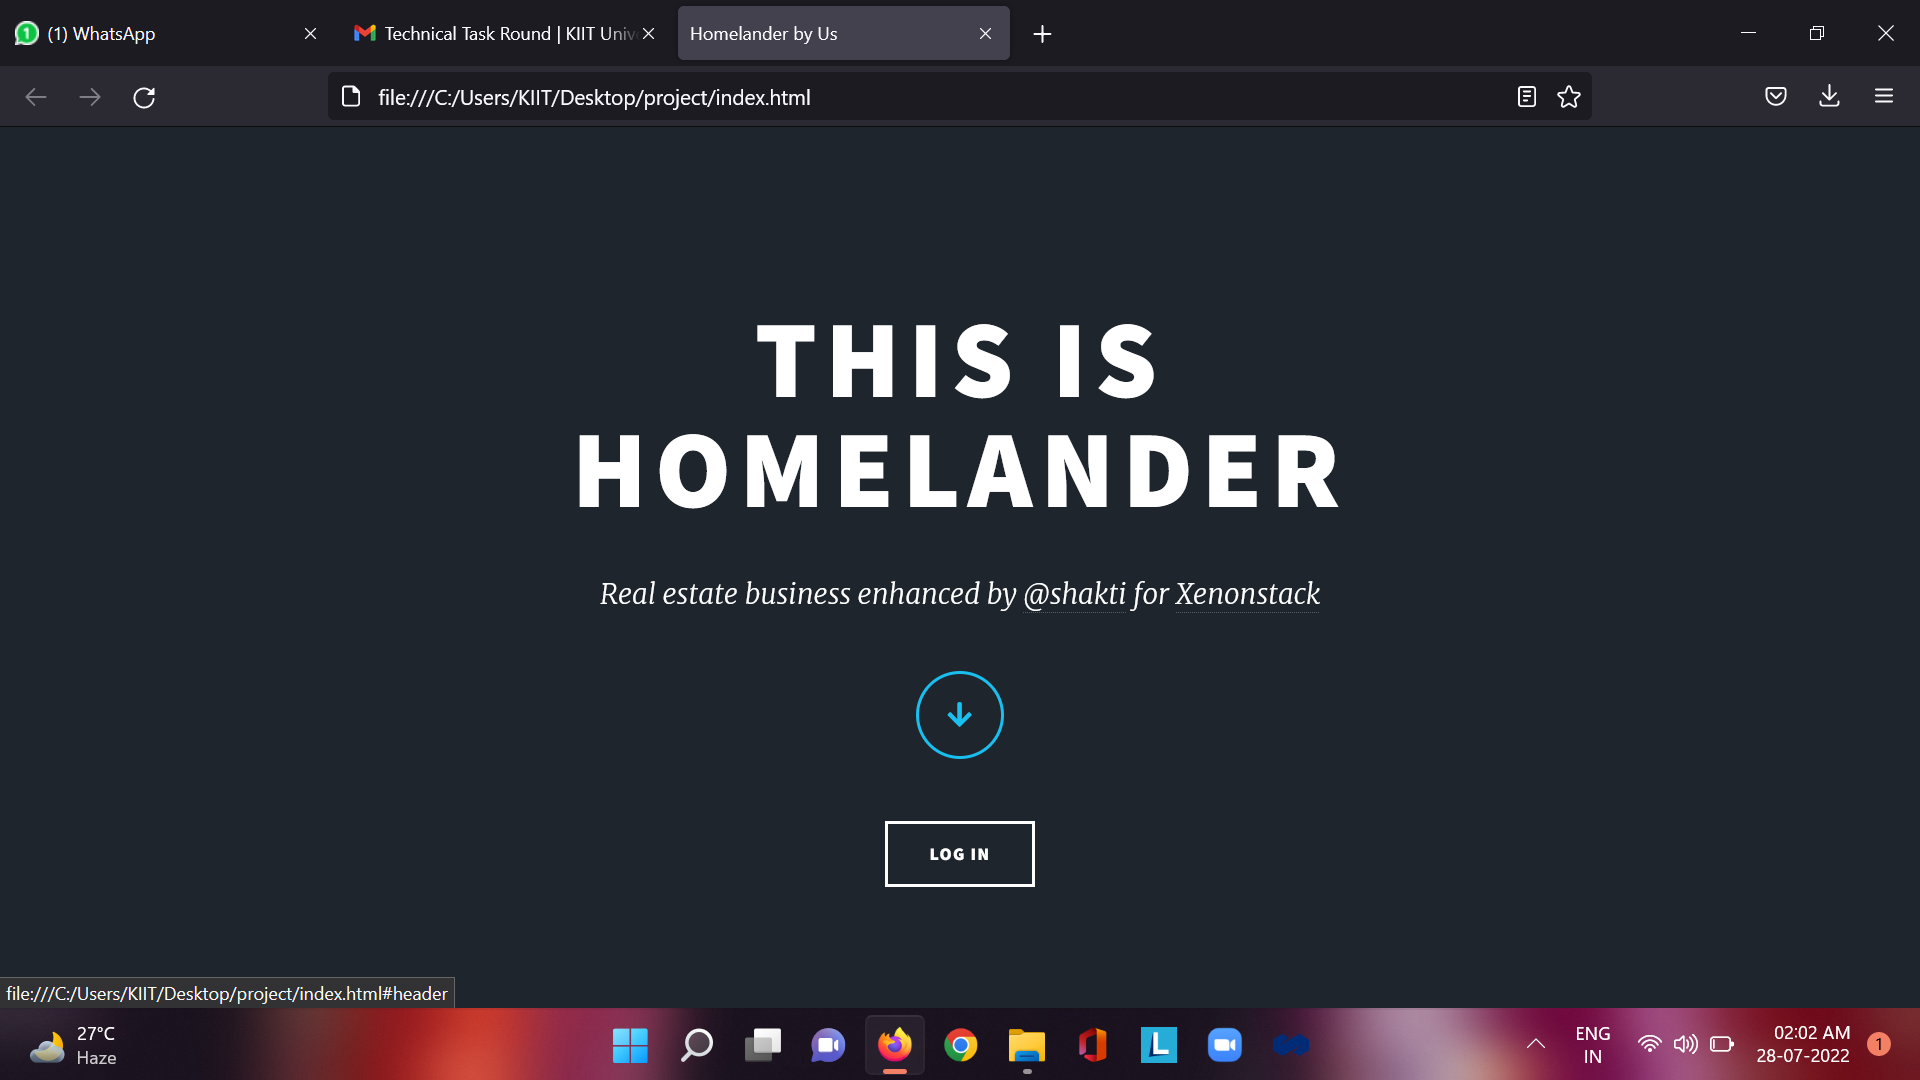 (1) WhatsApp
Technical Task Round | KIIT Univ
Homelander by Us
file:///C:/Users/KIIT/Desktop/project/index.html
THIS IS
HOMELANDER
Real estate business enhanced by @shakti for Xenonstack
LOG IN
file:///C:/Users/KIIT/Desktop/project/index.html#header
27°C
Haze
L
ENG
IN
02:02 AM
28-07-2022
1